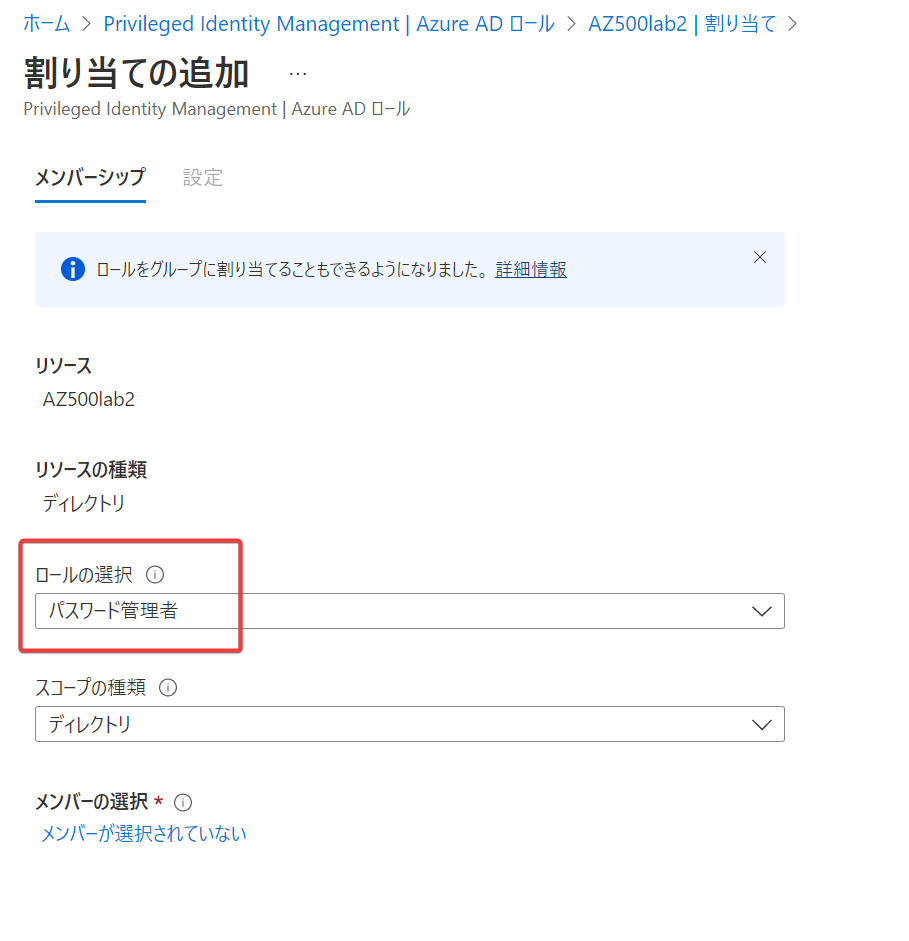 ホーム > Privileged Identity Management | Azure AD ロール > AZ500lab2 | 割り当て >
割り当ての追加 ...
Privileged Identity Management | Azure AD ロール
メンバーシップ 設定
ロールをグループに割り当てることもできるようになりました。詳細情報
リソース
AZ500lab2
リソースの種類
ディレクトリ
ロールの選択
パスワード管理者
スコープの種類
ディレクトリ
メンバーの選択 *
メンバーが選択されていない